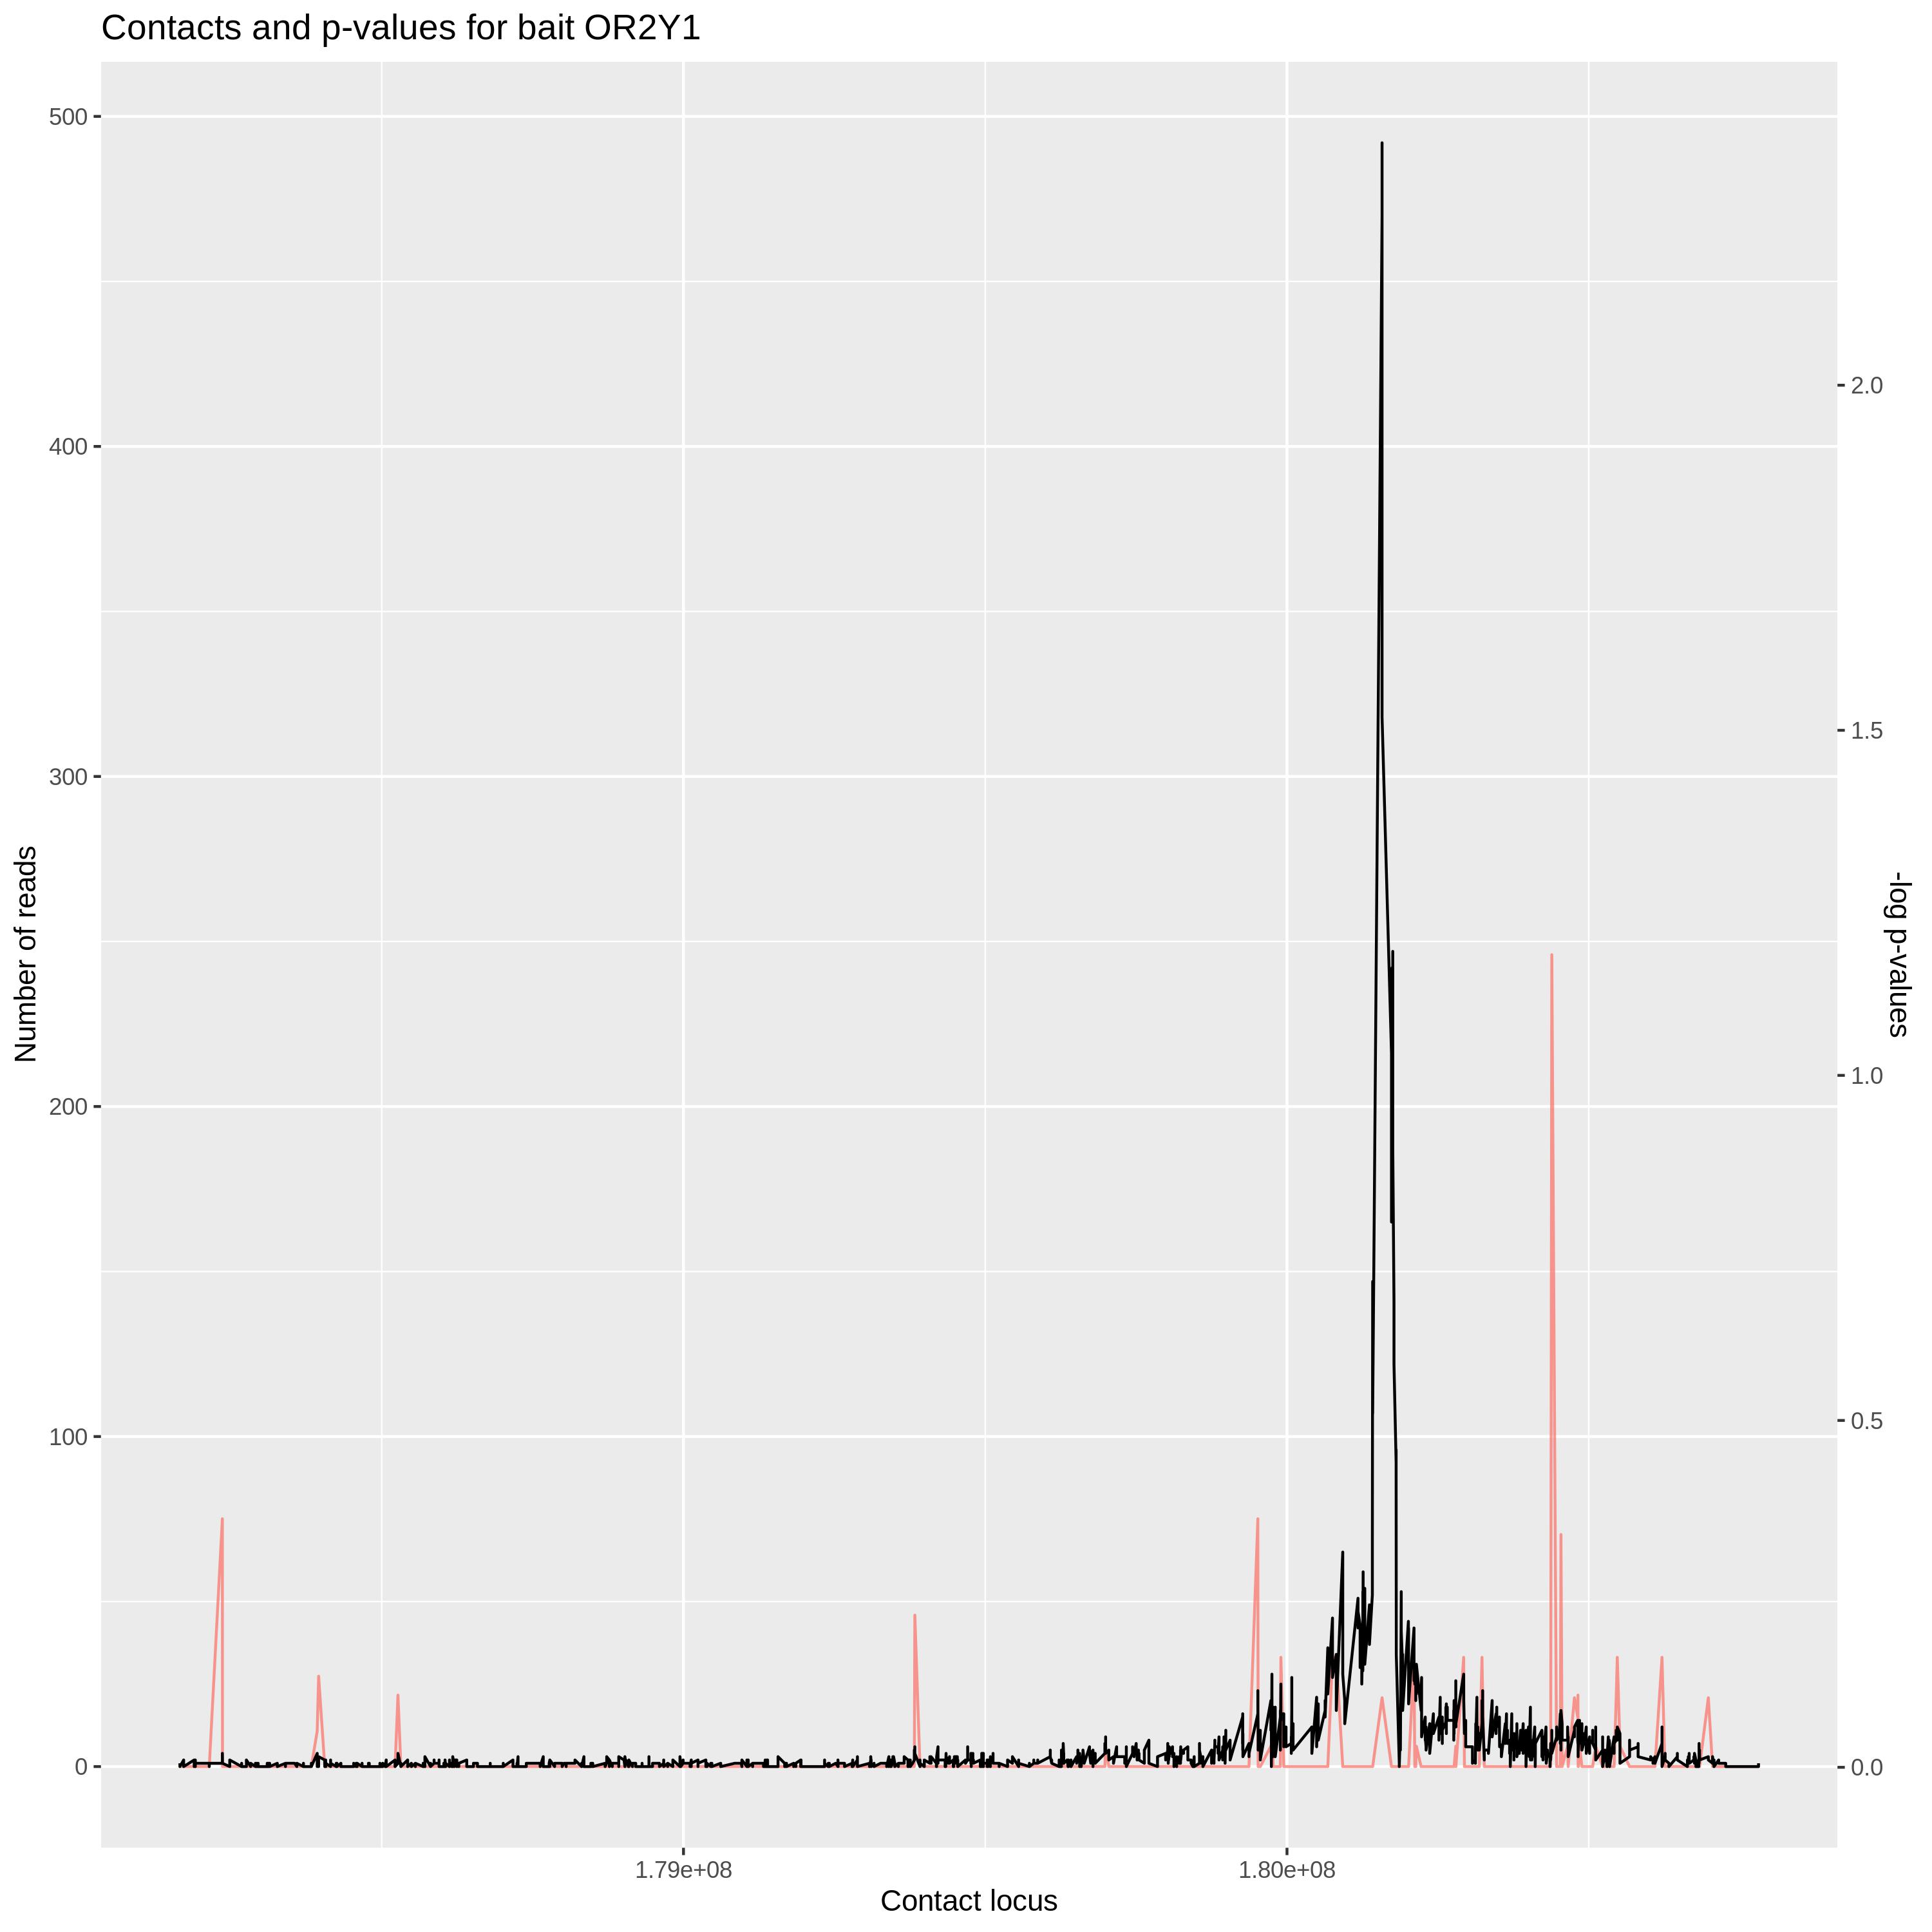 Contacts and p-values for bait OR2Y1
500
400
300
200
100
0
Number of reads
2.0
1.5
1.0
0.5
0.0
-log p-values
1.79e+08
1.80e+08
Contact locus